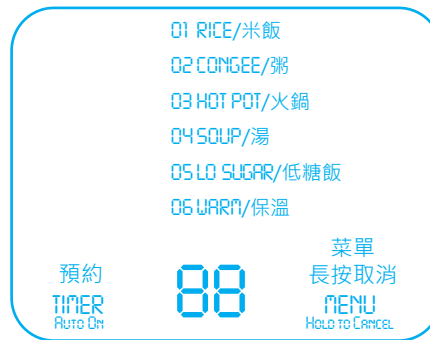 01 RICE/米飯
02 CONGEE/粥
03 HOT POT/火鍋
04 SOUP/湯
05 LO SUGAR/低糖飯
06 WARM/保溫
預約
TIMER
AUTO ON
88
菜單
長按取消
MENU
HOLD TO CANCEL